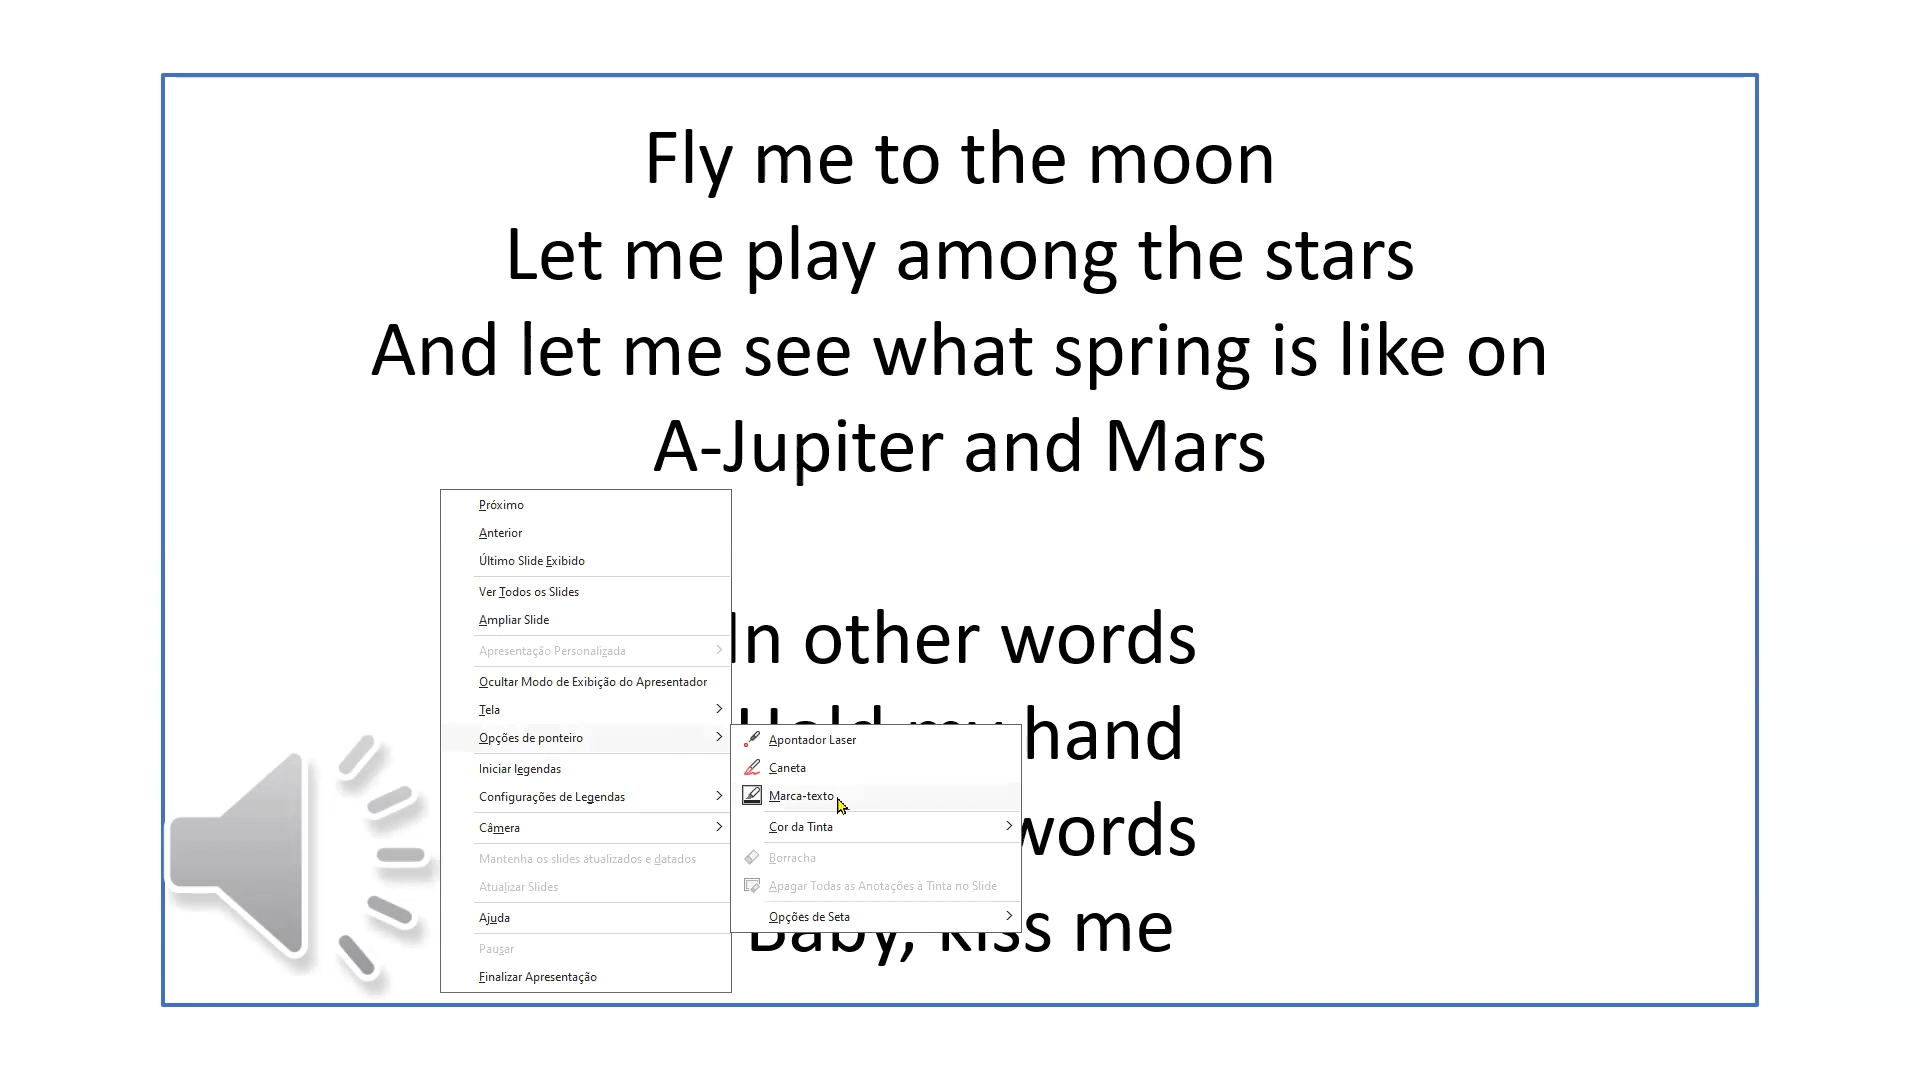 Fly me to the moon
Let me play among the stars
And let me see what spring is like on
A-Jupiter and Mars
In other words
hand
words
Baby, kiss me
Próximo
Anterior
Último Slide Exibido
Ver Todos os Slides
Ampliar Slide
Apresentação Personalizada
Ocultar Modo de Exibição do Apresentador
Tela
Opções de ponteiro
Iniciar legendas
Configurações de Legendas
Câmera
Mantenha os slides atualizados e datados
Atualizar Slides
Ajuda
Pausar
Finalizar Apresentação
Apontador Laser
Caneta
Marca-texto
Cor da Tinta
Borracha
Apagar Todas as Anotações à Tinta no Slide
Opções de Seta